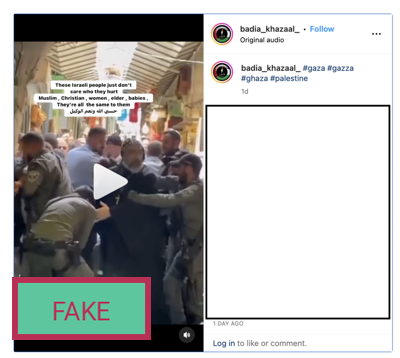 badia_khazaal_ • Follow
Original audio
badia_khazaal_ #gaza #gazza
#ghaza #palestine
1d
These Israeli people just don't
care who they hurt
Muslim , Christian , women , elder , babies ,
They're all the same to them
حسبي الله ونعم الوكيل
FAKE
1 DAY AGO
Log in to like or comment.